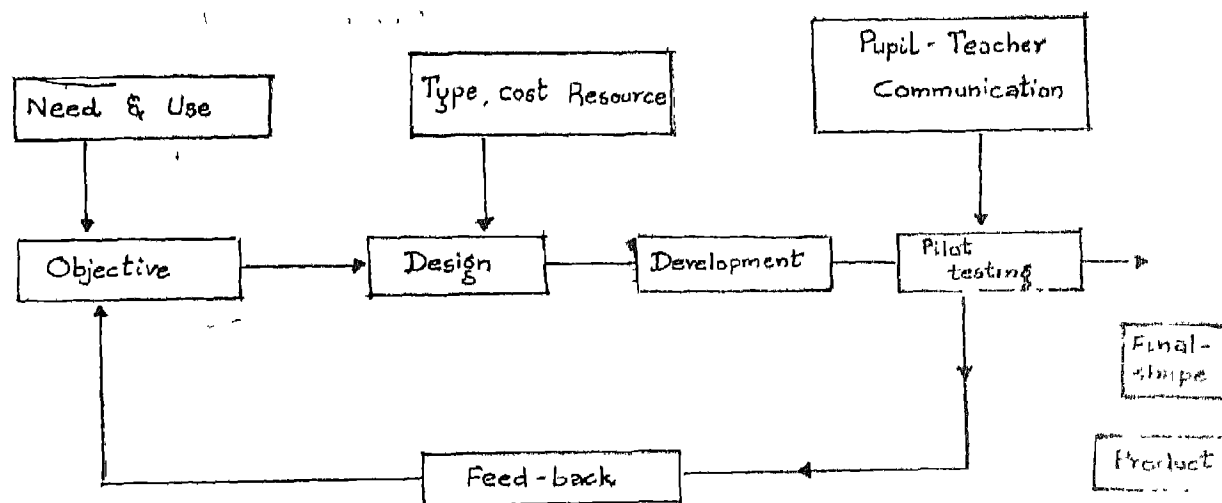 Need & Use
Type, cost Resource
Pupil - Teacher
Communication
Objective
Design
Development
Pilot
testing
Final-
shape
Feed-back
Product